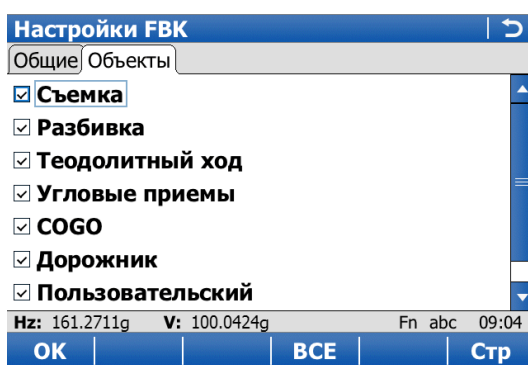 Настройки FBK
Общие Объекты
Съемка
Разбивка
Теодолитный ход
Угловые приемы
COGO
Дорожник
Пользовательский
Hz: 161.2711g V: 100.0424g Fn abc 09:04
OK ВСЕ Стр